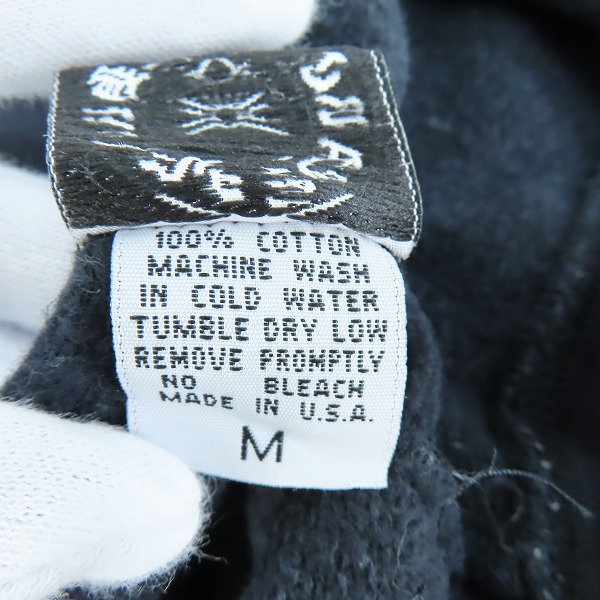 100% COTTON
MACHINE WASH
IN COLD WATER
TUMBLE DRY LOW
REMOVE PROMPTLY
NO BLEACH
MADE IN U.S.A.
M